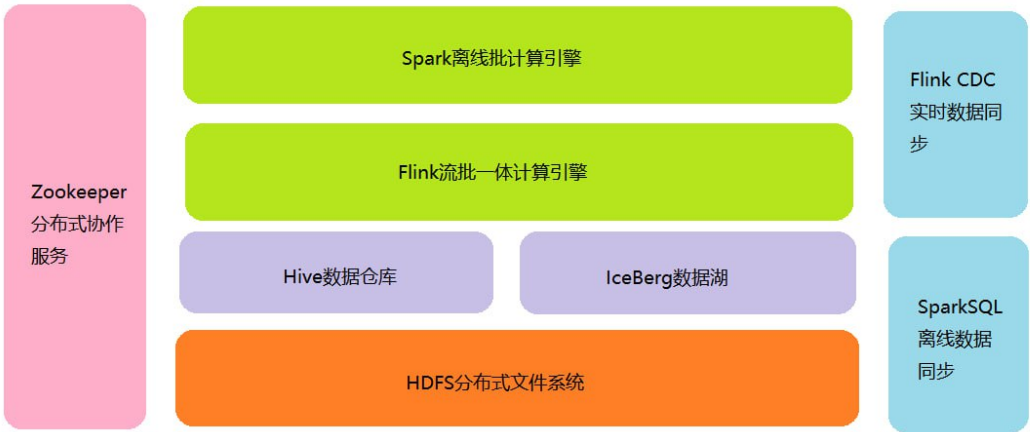 Zookeeper
分布式协作
服务
Spark离线批计算引擎
Flink流批一体计算引擎
Hive数据仓库
IceBerg数据湖
HDFS分布式文件系统
Flink CDC
实时数据同
步
SparkSQL
离线数据
同步